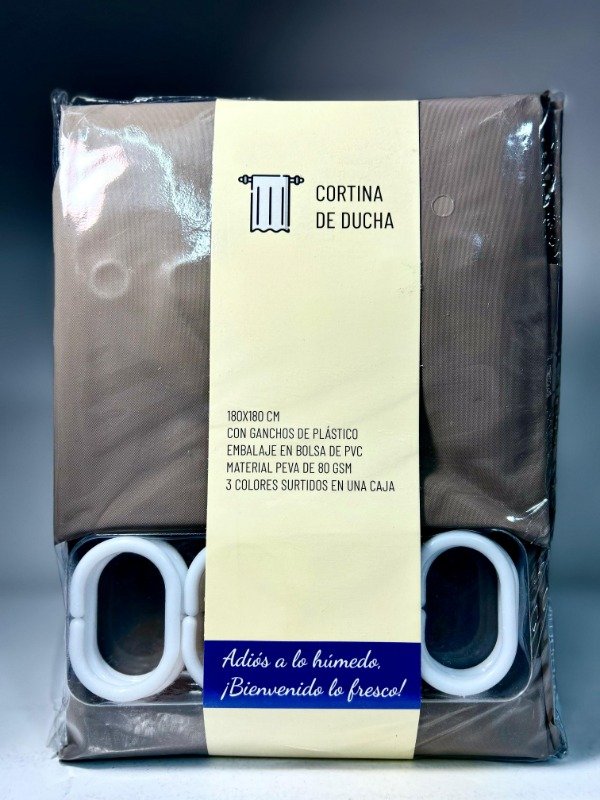 CORTINA
DE DUCHA
180X180 CM
CON GANCHOS DE PLÁSTICO
EMBALAJE EN BOLSA DE PVC
MATERIAL PEVA DE 80 GSM
3 COLORES SURTIDOS EN UNA CAJA
Adiós a lo húmedo,
¡Bienvenido lo fresco!